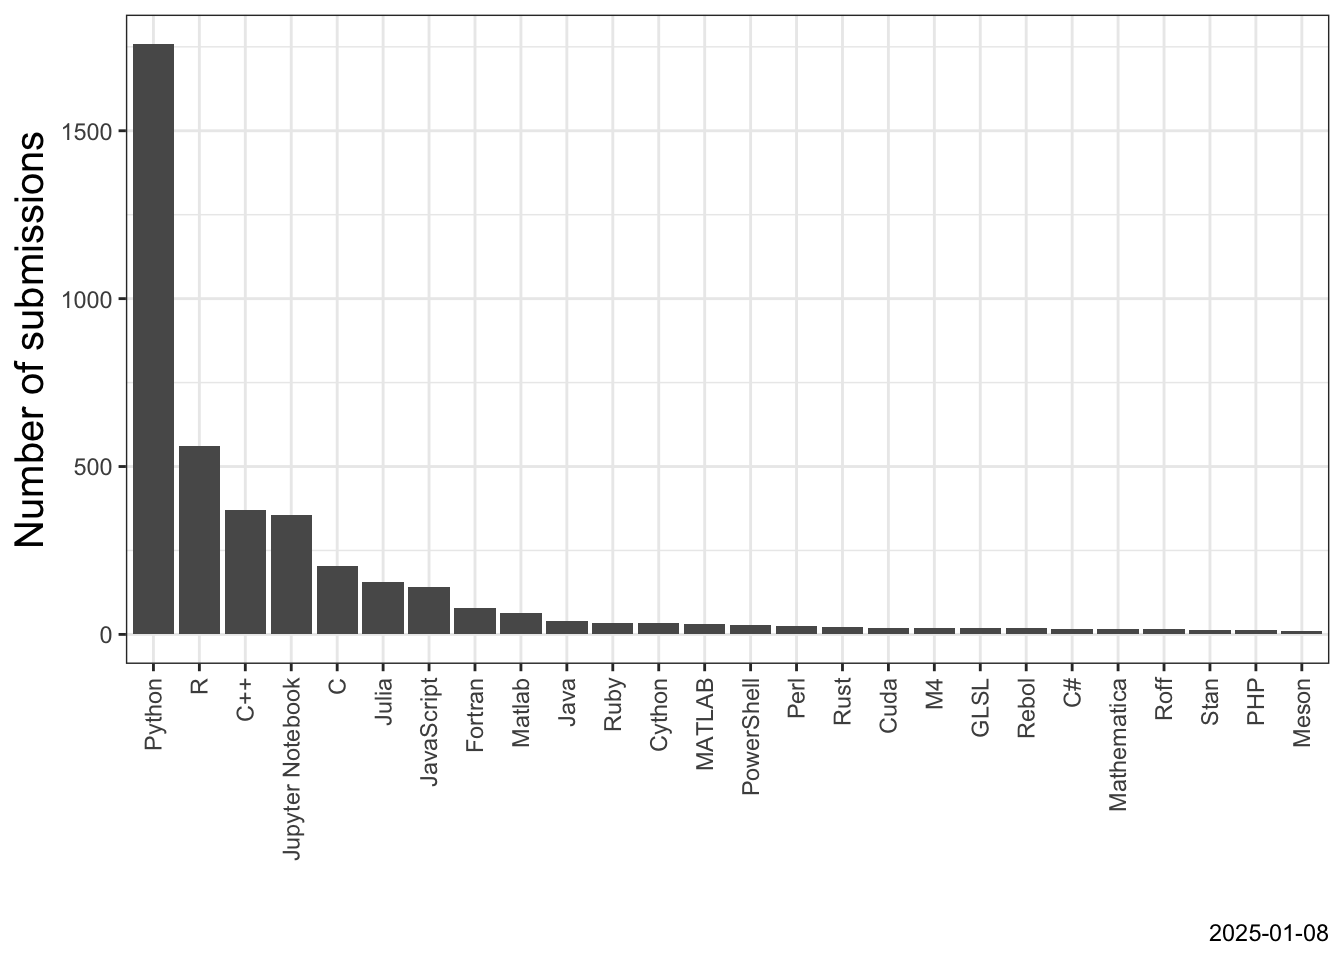 Number of submissions
1500
1000
500
0
Python
R
C++
Jupyter Notebook
C
Julia
JavaScript
Fortran
Matlab
Java
Ruby
Cython
MATLAB
PowerShell
Perl
Rust
Cuda
M4
GLSL
Rebol
C#
Mathematica
Roff
Stan
PHP
Meson
2025-01-08